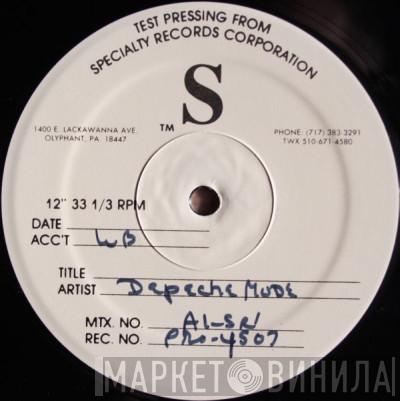 TEST PRESSING FROM
SPECIALTY RECORDS CORPORATION
S
TM
1400 E. LACKAWANNA AVE.
OLYPHANT, PA 18447
PHONE: (717) 383-3291
TWX 510-671-4580
12" 33 1/3 RPM
DATE
ACC'T WB
TITLE
ARTIST Depeche Mode
MTX. NO. A1-SRI
REC. NO. PRO-4507
МАРКЕТ ВИНИЛА